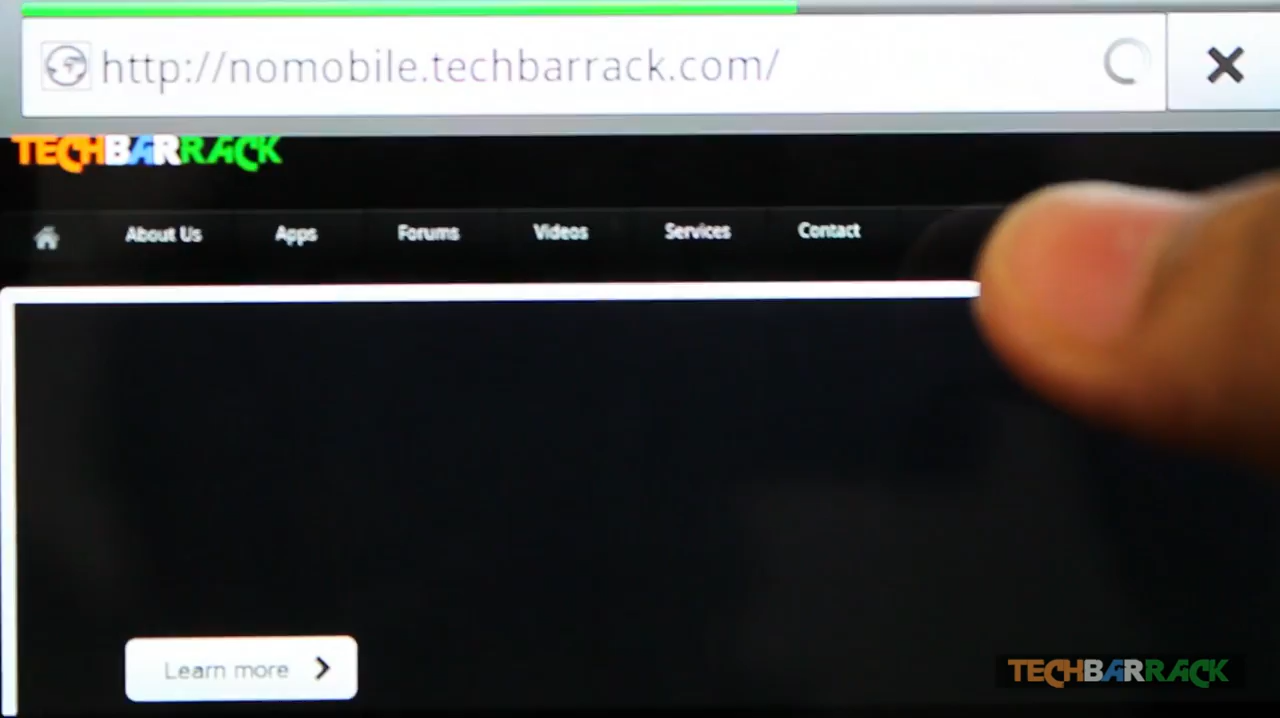 http://nomobile.techbarrack.com/
TECHBARRACK
About Us Apps Forums Videos Services Contact
Learn more
TECHBARRACK